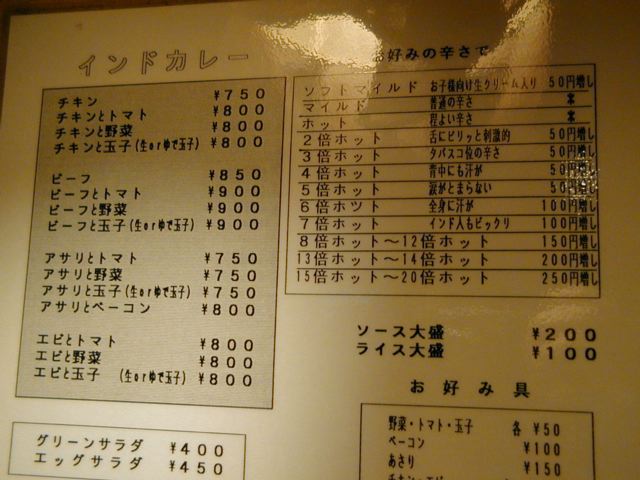 インドカレー
チキン ¥750
チキンとトマト ¥800
チキンと野菜 ¥800
チキンと玉子(生orゆで玉子) ¥800
ビーフ ¥850
ビーフとトマト ¥900
ビーフと野菜 ¥900
ビーフと玉子(生orゆで玉子) ¥900
アサリとトマト ¥750
アサリと野菜 ¥750
アサリと玉子(生orゆで玉子) ¥750
アサリとベーコン ¥800
エビとトマト ¥800
エビと野菜 ¥800
エビと玉子 (生orゆで玉子) ¥800
グリーンサラダ ¥400
エッグサラダ ¥450
お好みの辛さで
ソフトマイルド お子様向け生クリーム入り 50円増し
マイルド 普通の辛さ
ホット 程よい辛さ
2倍ホット 舌にピリッと刺激的 50円増し
3倍ホット タバスコ位の辛さ 50円増し
4倍ホット 背中にも汗が 50円増し
5倍ホット 涙がとまらない 50円増し
6倍ホツト 全身に汗が 100円増し
7倍ホット インド人もビックリ 100円増し
8倍ホット～12倍ホット 150円増し
13倍ホット～14倍ホット 200円増し
15倍ホット～20倍ホット 250円増し
ソース大盛 ¥200
ライス大盛 ¥100
お好み具
野菜・トマト・玉子 各 ¥50
ベーコン ¥100
あさり ¥150